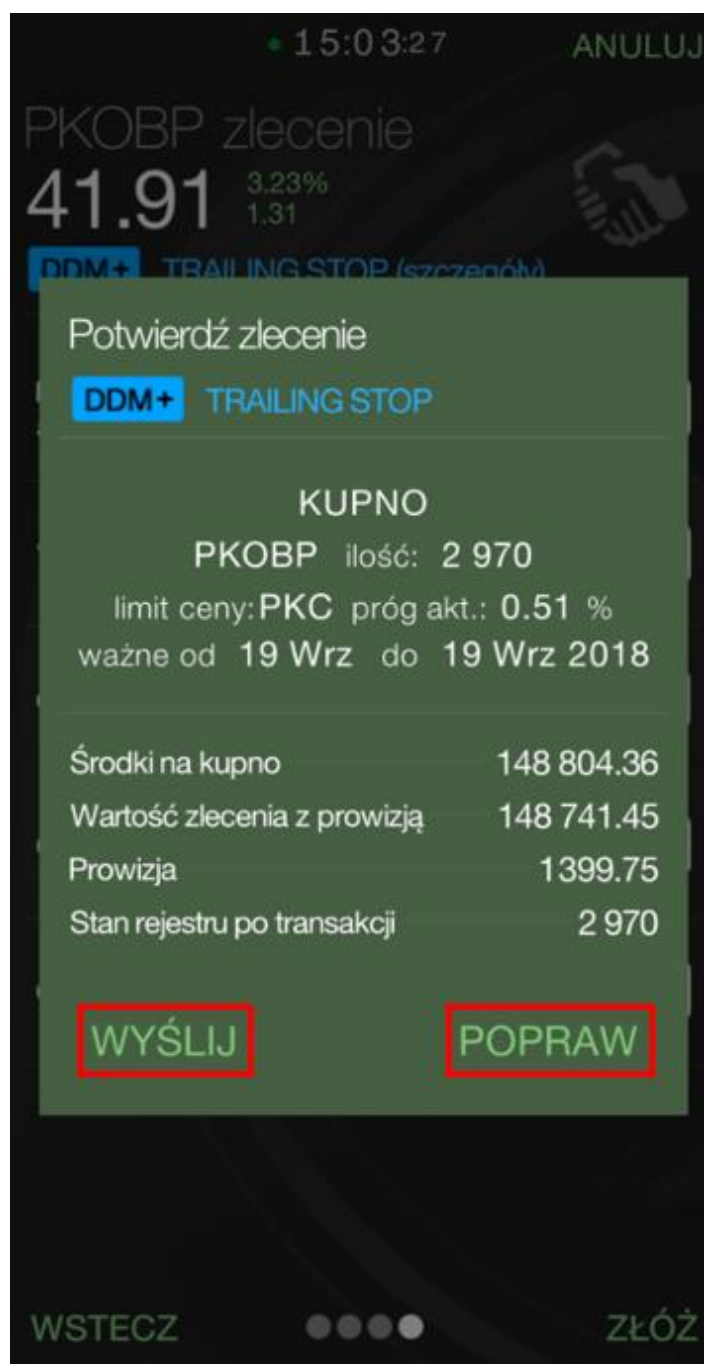 15:03:27 ANULUJ
PKOBP zlecenie
41.91 3.23%
1.31
DDM+ TRAILING STOP (szczegóły)
Potwierdź zlecenie
DDM+ TRAILING STOP
KUPNO
PKOBP ilość: 2 970
limit ceny: PKC próg akt.: 0.51 %
ważne od 19 Wrz do 19 Wrz 2018
Środki na kupno 148 804.36
Wartość zlecenia z prowizją 148 741.45
Prowizja 1399.75
Stan rejestru po transakcji 2 970
WYŚLIJ POPRAW
WSTECZ ZŁÓŻ